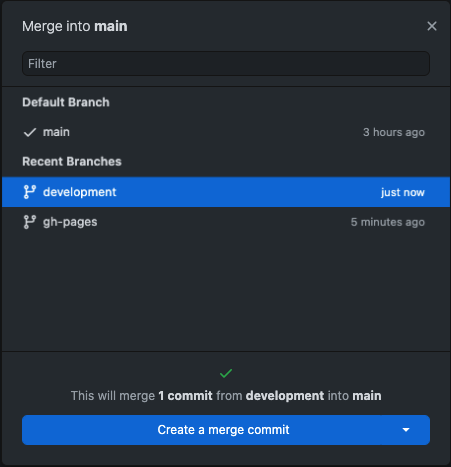 Merge into main
Filter
Default Branch
main 3 hours ago
Recent Branches
development just now
gh-pages 5 minutes ago
This will merge 1 commit from development into main
Create a merge commit